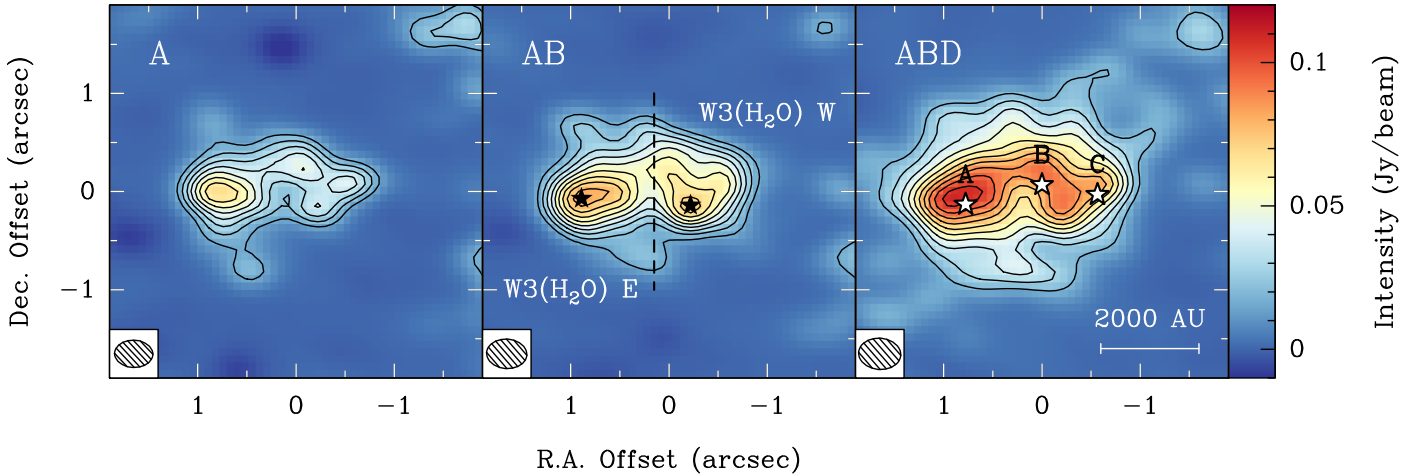 A
AB
ABD
W3(H₂O) W
W3(H₂O) E
A
B
C
2000 AU
Dec. Offset (arcsec)
1
0
−1
1
0
−1
1
0
−1
1
0
−1
R.A. Offset (arcsec)
0.1
0.05
0
Intensity (Jy/beam)